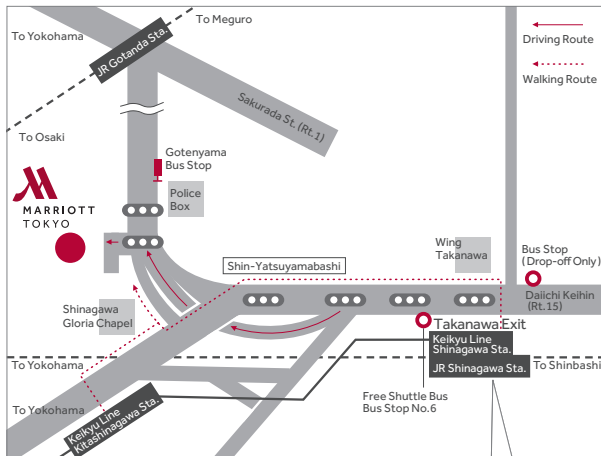 To Meguro
To Yokohama
JR Gotanda Sta.
Driving Route
Walking Route
Sakurada St. (Rt.1)
To Osaki
Gotenyama
Bus Stop
MARRIOTT
TOKYO
Police
Box
Wing
Takanawa
Bus Stop
(Drop-off Only)
Shin-Yatsuyamabashi
Daiichi Keihin
(Rt.15)
Shinagawa
Gloria Chapel
Takanawa Exit
Keikyu Line
Shinagawa Sta.
JR Shinagawa Sta.
To Shinbashi
To Yokohama
To Yokohama
Keikyu Line
Kitashinagawa Sta.
Free Shuttle Bus
Bus Stop No.6